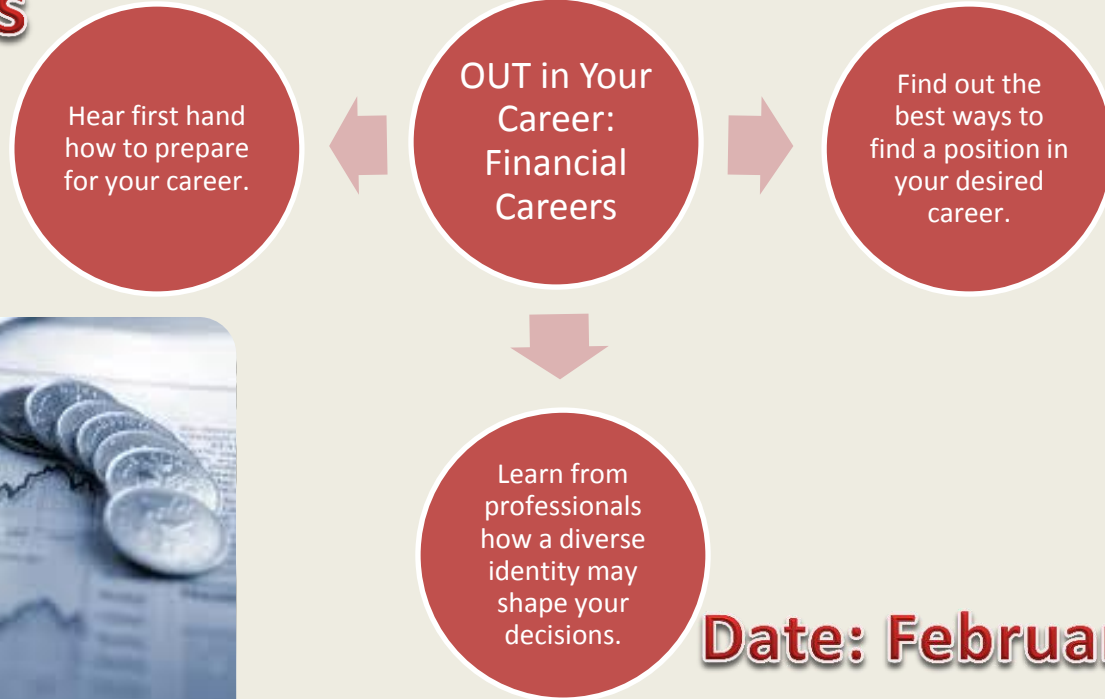 Hear first hand
how to prepare
for your career.
OUT in Your
Career:
Financial
Careers
Find out the
best ways to
find a position in
your desired
career.
Learn from
professionals
how a diverse
identity may
shape your
decisions.
Date: